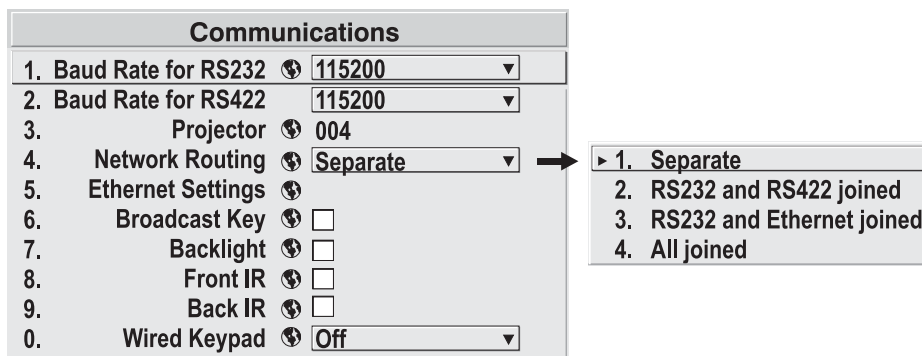 Communications
1. Baud Rate for RS232 115200
2. Baud Rate for RS422 115200
3. Projector 004
4. Network Routing Separate
5. Ethernet Settings
6. Broadcast Key
7. Backlight
8. Front IR
9. Back IR
0. Wired Keypad Off
1. Separate
2. RS232 and RS422 joined
3. RS232 and Ethernet joined
4. All joined